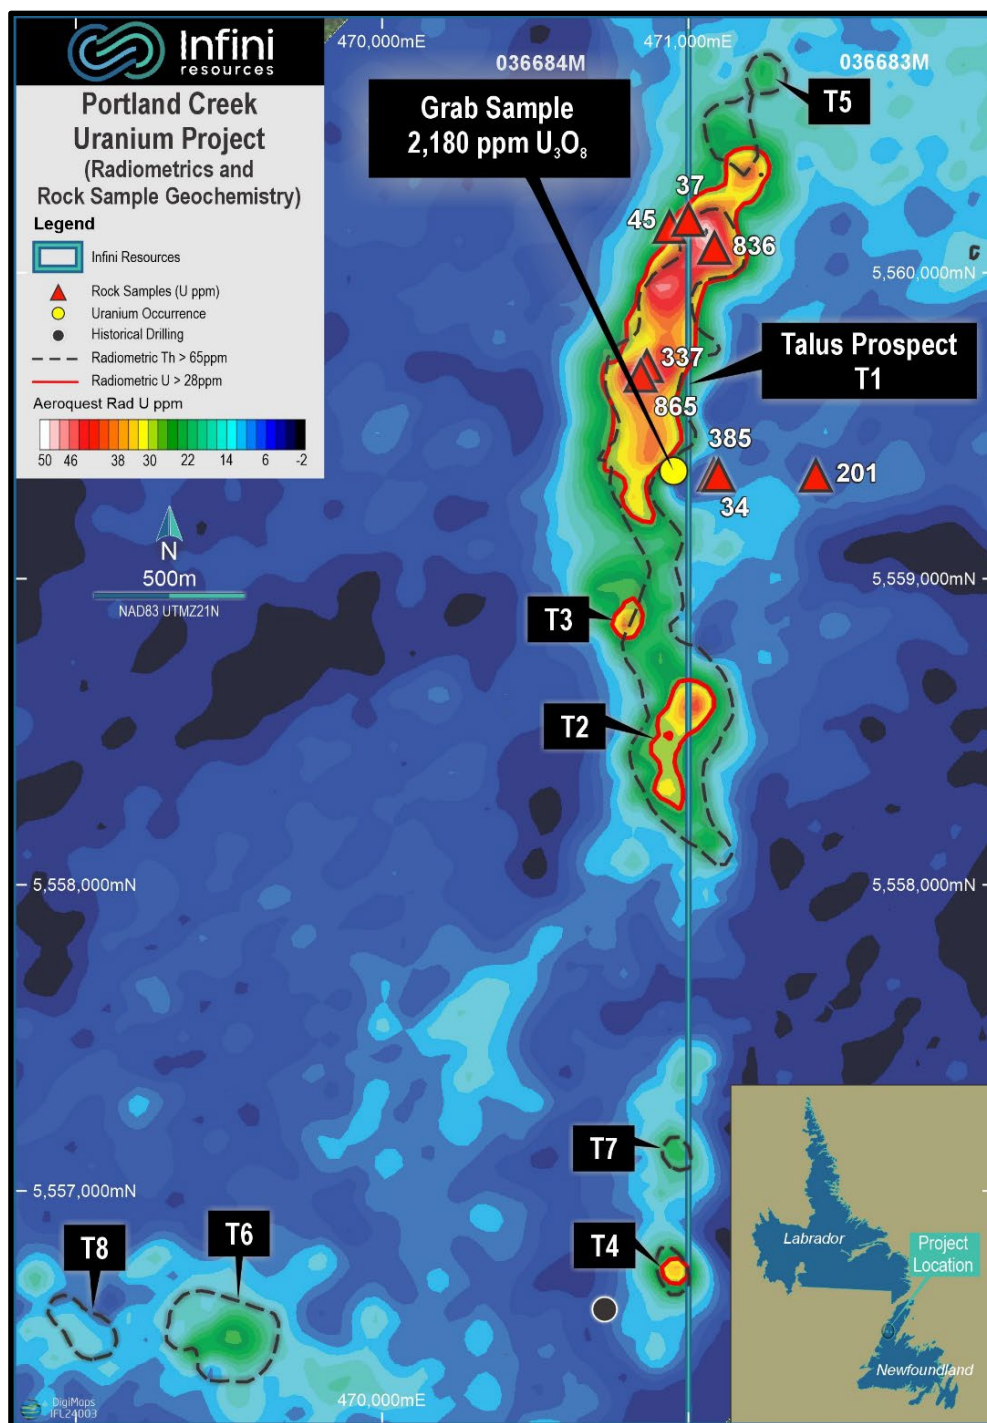 Infini
resources
Portland Creek
Uranium Project
(Radiometrics and
Rock Sample Geochemistry)
Legend
Infini Resources
Rock Samples (U ppm)
Uranium Occurrence
Historical Drilling
Radiometric Th > 65ppm
Radiometric U > 28ppm
Aeroquest Rad U ppm
50 46 38 30 22 14 6 -2
N
500m
NAD83 UTMZ21N
470,000mE
471,000mE
036684M
036683M
T5
Grab Sample
2,180 ppm U₃O₈
37
45
836
5,560,000mN
337
Talus Prospect
T1
865
385
201
34
5,559,000mN
T3
T2
5,558,000mN
5,558,000mN
T7
5,557,000mN
T8
T6
T4
470,000mE
Labrador
Project
Location
Newfoundland
DigiMaps
IFL24003